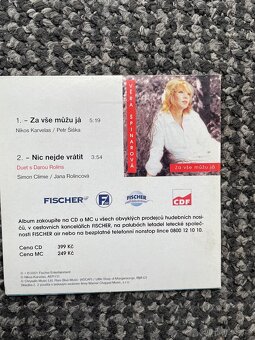 1. – Za vše můžu já 5:19
Nikos Karvelas / Petr Šiška
2. – Nic nejde vrátit 3:54
Duet s Darou Rolins
Simon Climie / Jana Rolincová
VĚRA ŠPINAROVÁ
za vše můžu já
FISCHER
FISCHER
CDF
Album zakoupíte na CD a MC u všech obvyklých prodejců hudebních nosi-
čů, v cestovních kancelářích FISCHER, na palubách letadel letecké společ-
nosti FISCHER air nebo na bezplatné telefonní nonstop lince 0800 12 10 10.
Cena CD 399 Kč
Cena MC 249 Kč